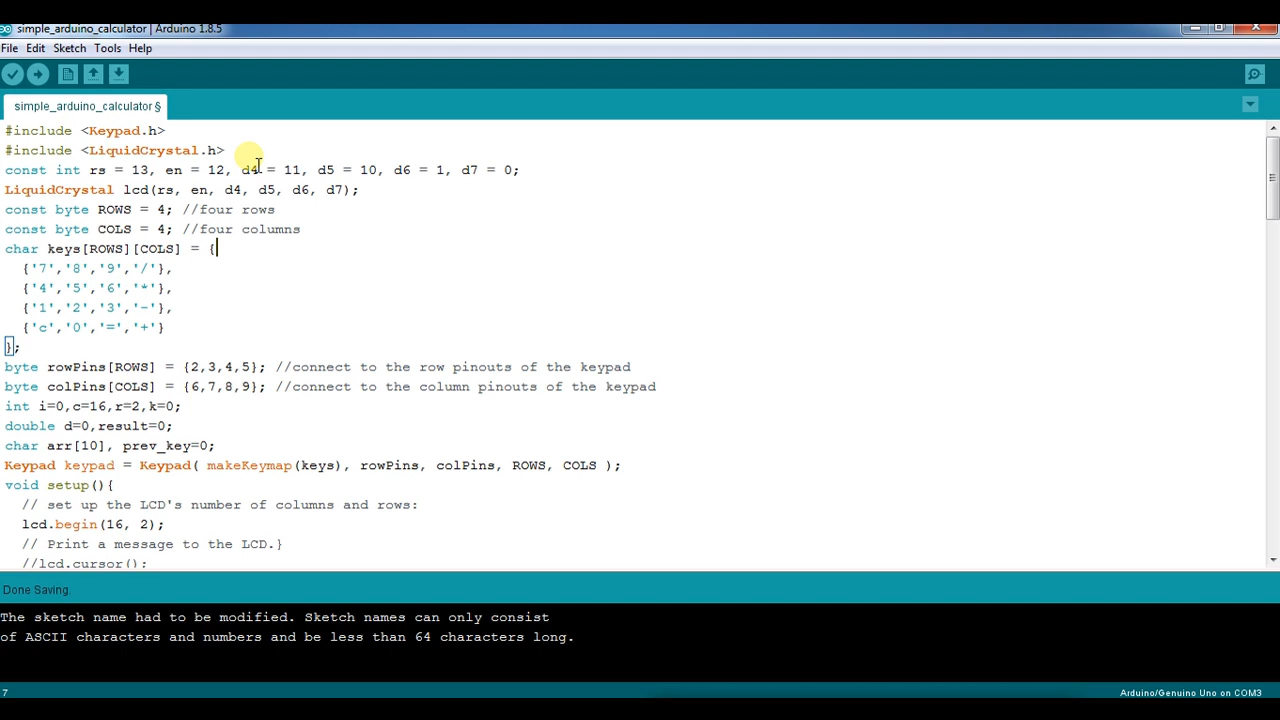 simple_arduino_calculator | Arduino 1.8.5
File Edit Sketch Tools Help
simple_arduino_calculator §
#include <Keypad.h>
#include <LiquidCrystal.h>
const int rs = 13, en = 12, d4 = 11, d5 = 10, d6 = 1, d7 = 0;
LiquidCrystal lcd(rs, en, d4, d5, d6, d7);
const byte ROWS = 4; //four rows
const byte COLS = 4; //four columns
char keys[ROWS][COLS] = {
{'7','8','9','/'},
{'4','5','6','*'},
{'1','2','3','-'},
{'c','0','=','+'}
};
byte rowPins[ROWS] = {2,3,4,5}; //connect to the row pinouts of the keypad
byte colPins[COLS] = {6,7,8,9}; //connect to the column pinouts of the keypad
int i=0,c=16,r=2,k=0;
double d=0,result=0;
char arr[10], prev_key=0;
Keypad keypad = Keypad( makeKeymap(keys), rowPins, colPins, ROWS, COLS );
void setup(){
// set up the LCD's number of columns and rows:
lcd.begin(16, 2);
// Print a message to the LCD.}
//lcd.cursor();
Done Saving.
The sketch name had to be modified. Sketch names can only consist
of ASCII characters and numbers and be less than 64 characters long.
7 Arduino/Genuino Uno on COM3